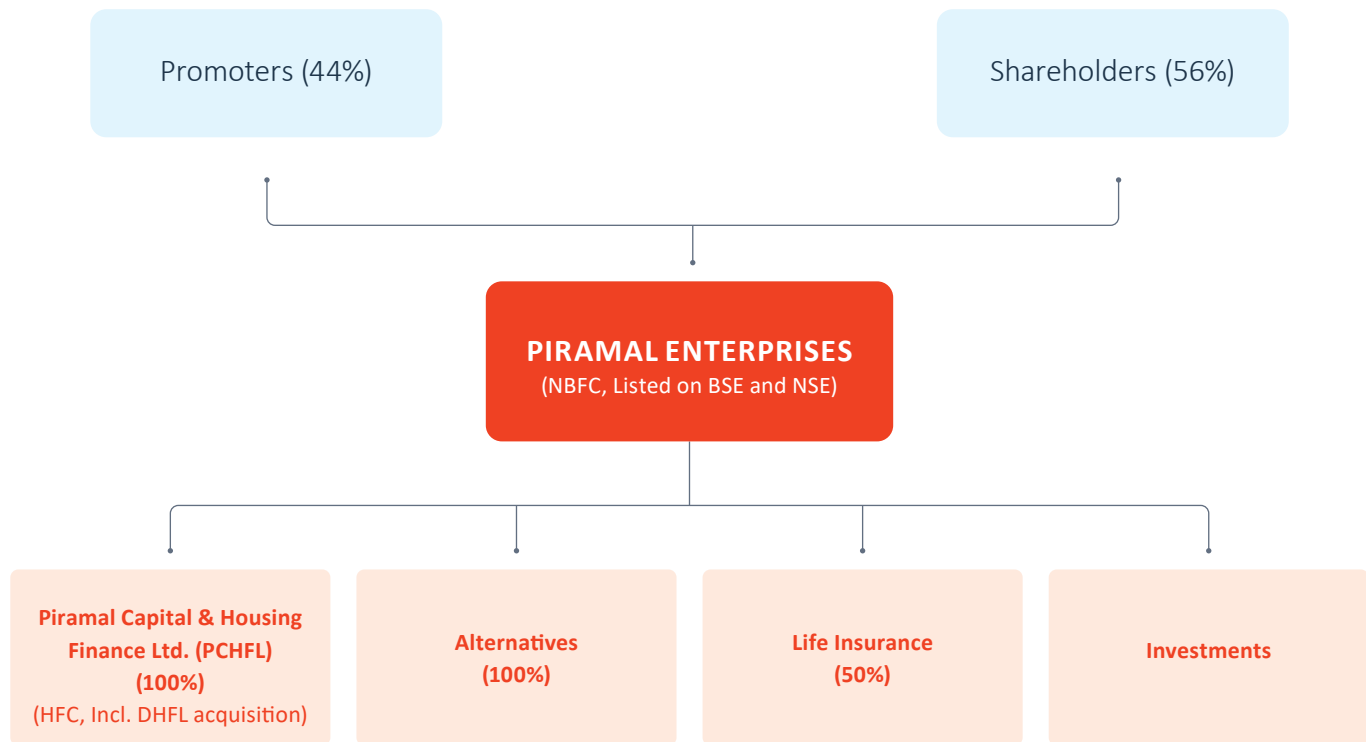 Promoters (44%)
Shareholders (56%)
PIRAMAL ENTERPRISES
(NBFC, Listed on BSE and NSE)
Piramal Capital & Housing
Finance Ltd. (PCHFL)
(100%)
(HFC, Incl. DHFL acquisition)
Alternatives
(100%)
Life Insurance
(50%)
Investments